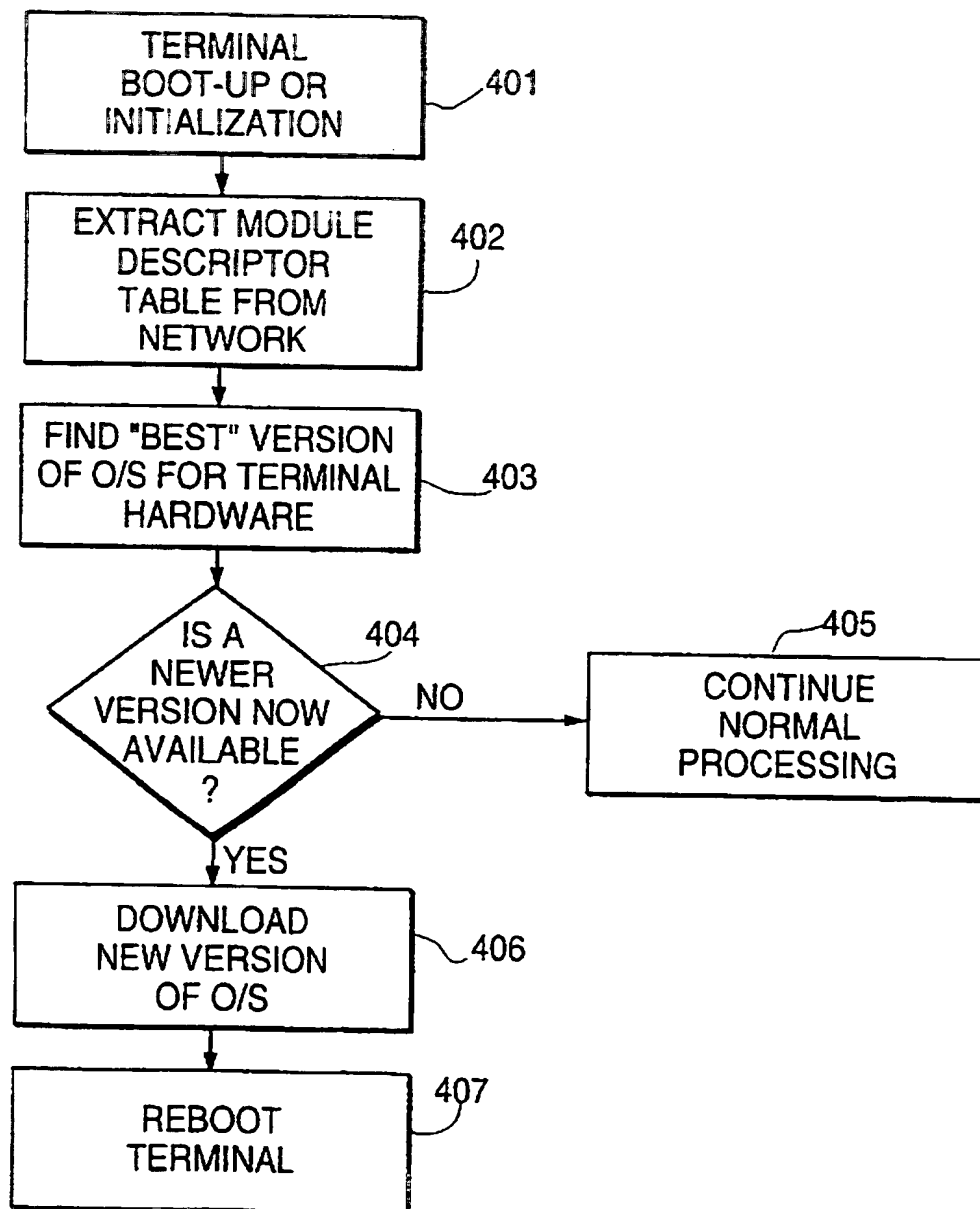 TERMINAL
BOOT-UP OR
INITIALIZATION
401
EXTRACT MODULE
DESCRIPTOR
TABLE FROM
NETWORK
402
FIND "BEST" VERSION
OF O/S FOR TERMINAL
HARDWARE
403
IS A
NEWER
VERSION NOW
AVAILABLE
?
404
NO
405
CONTINUE
NORMAL
PROCESSING
YES
DOWNLOAD
NEW VERSION
OF O/S
406
REBOOT
TERMINAL
407